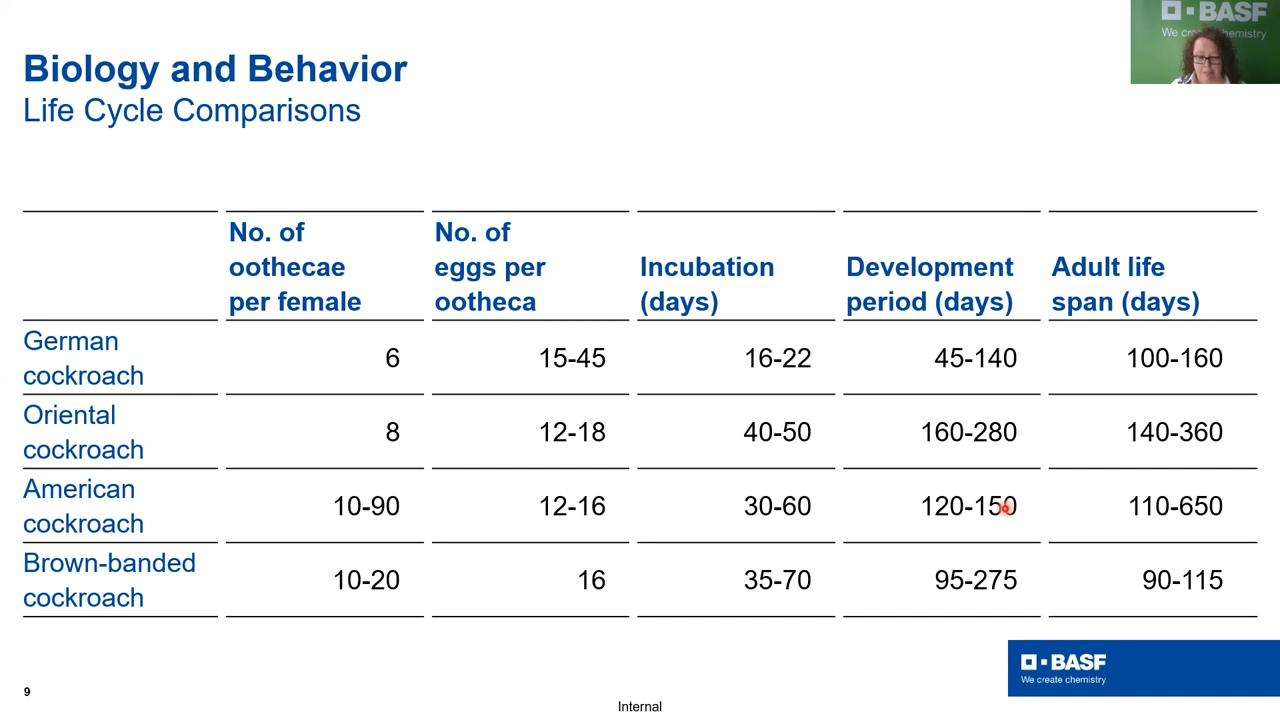 BASF
We create chemistry
Biology and Behavior
Life Cycle Comparisons
No. of oothecae per female
No. of eggs per ootheca
Incubation (days)
Development period (days)
Adult life span (days)
German cockroach
6
15-45
16-22
45-140
100-160
Oriental cockroach
8
12-18
40-50
160-280
140-360
American cockroach
10-90
12-16
30-60
120-150
110-650
Brown-banded cockroach
10-20
16
35-70
95-275
90-115
BASF
We create chemistry
9
Internal